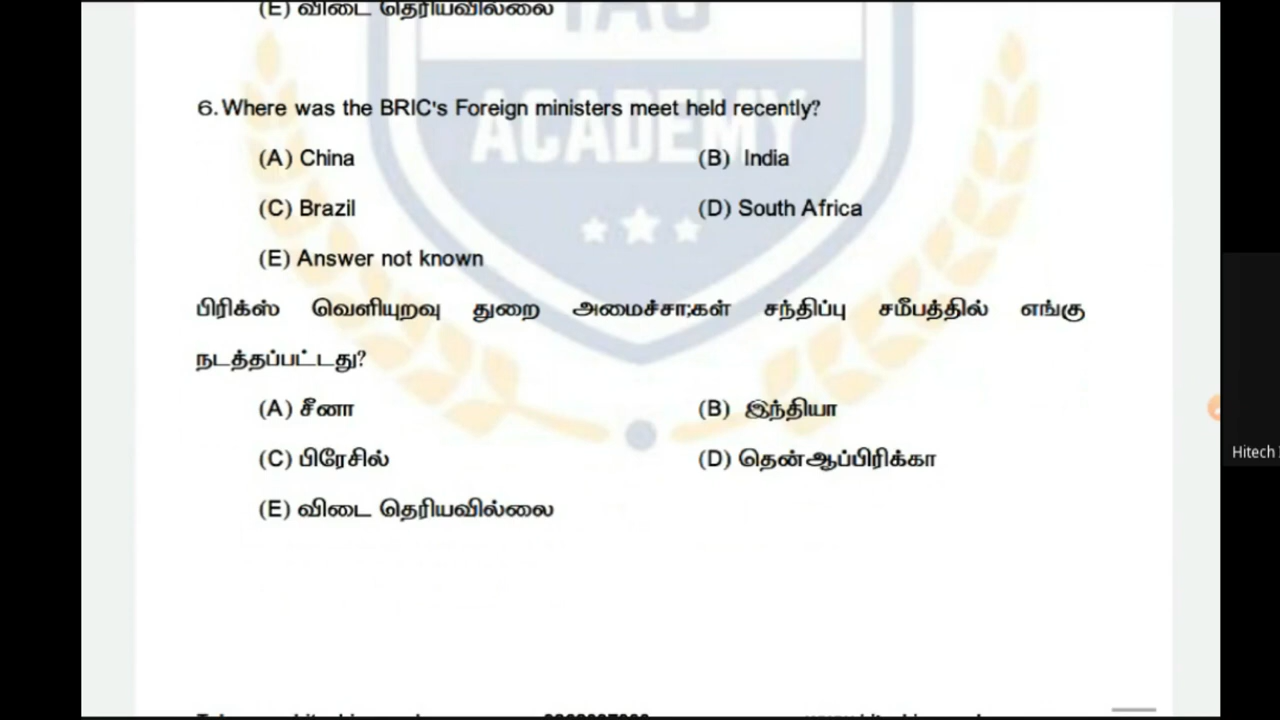 (E) விடை தெரியவில்லை
ACADEMY
6. Where was the BRIC's Foreign ministers meet held recently?
(A) China (B) India
(C) Brazil (D) South Africa
(E) Answer not known
பிரிக்ஸ் வெளியுறவு துறை அமைச்சா;கள் சந்திப்பு சமீபத்தில் எங்கு
நடத்தப்பட்டது?
(A) சீனா (B) இந்தியா
(C) பிரேசில் (D) தென்ஆப்பிரிக்கா
(E) விடை தெரியவில்லை
Hitech